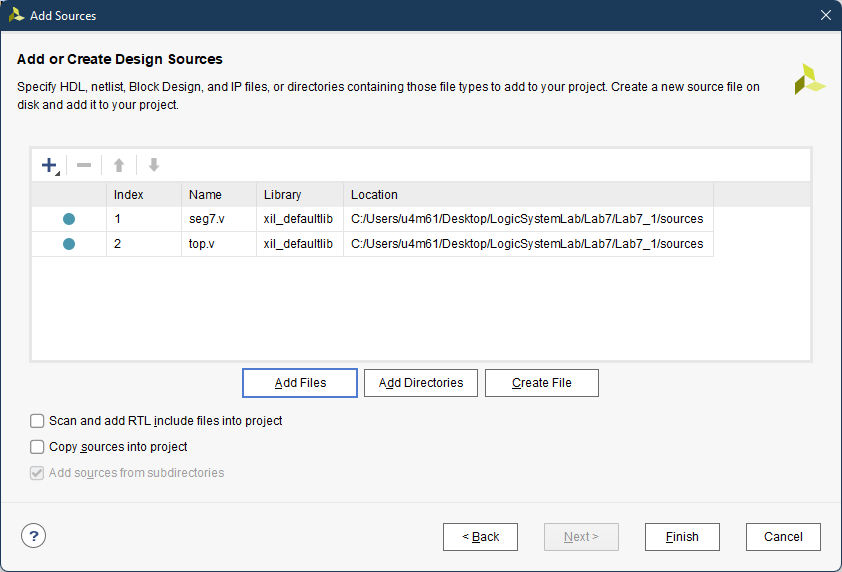 Add Sources
Add or Create Design Sources
Specify HDL, netlist, Block Design, and IP files, or directories containing those file types to add to your project. Create a new source file on
disk and add it to your project.
Index Name Library Location
1 seg7.v xil_defaultlib C:/Users/u4m61/Desktop/LogicSystemLab/Lab7/Lab7_1/sources
2 top.v xil_defaultlib C:/Users/u4m61/Desktop/LogicSystemLab/Lab7/Lab7_1/sources
Add Files Add Directories Create File
Scan and add RTL include files into project
Copy sources into project
Add sources from subdirectories
? < Back Next > Finish Cancel